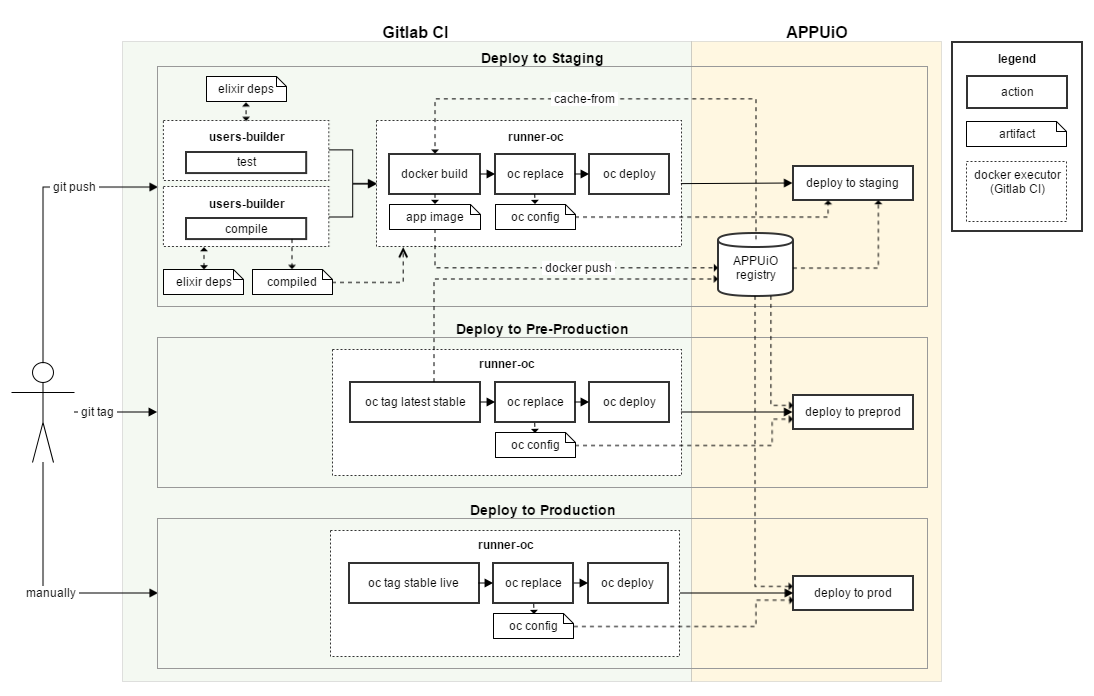 Gitlab CI
APPUiO
Deploy to Staging
legend
action
artifact
docker executor
(Gitlab CI)
elixir deps
cache-from
users-builder
test
runner-oc
docker build
oc replace
oc deploy
app image
oc config
deploy to staging
git push
users-builder
compile
elixir deps
compiled
docker push
APPUiO
registry
Deploy to Pre-Production
runner-oc
oc tag latest stable
oc replace
oc deploy
oc config
deploy to preprod
git tag
Deploy to Production
runner-oc
oc tag stable live
oc replace
oc deploy
oc config
deploy to prod
manually